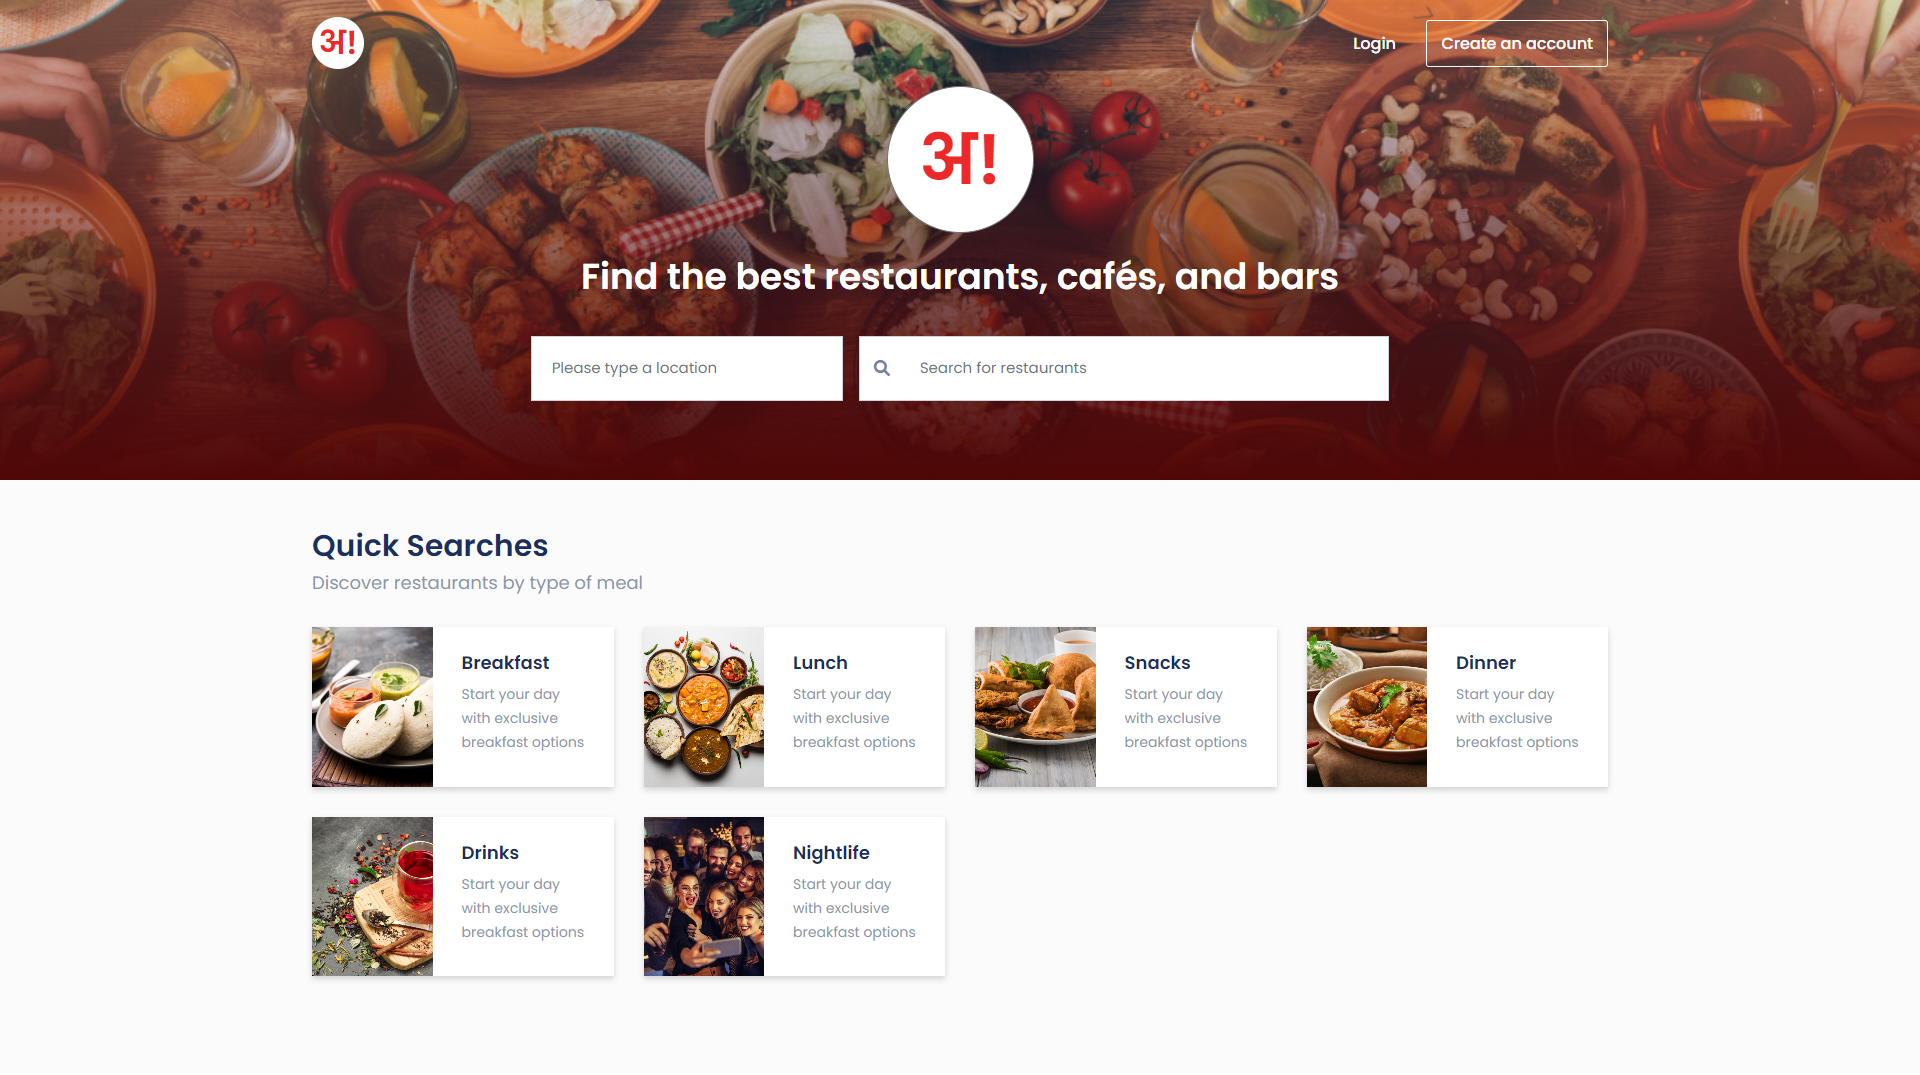 अ!
Login
Create an account
अ!
Find the best restaurants, cafés, and bars
Please type a location
Search for restaurants
Quick Searches
Discover restaurants by type of meal
Breakfast
Start your day
with exclusive
breakfast options
Lunch
Start your day
with exclusive
breakfast options
Snacks
Start your day
with exclusive
breakfast options
Dinner
Start your day
with exclusive
breakfast options
Drinks
Start your day
with exclusive
breakfast options
Nightlife
Start your day
with exclusive
breakfast options